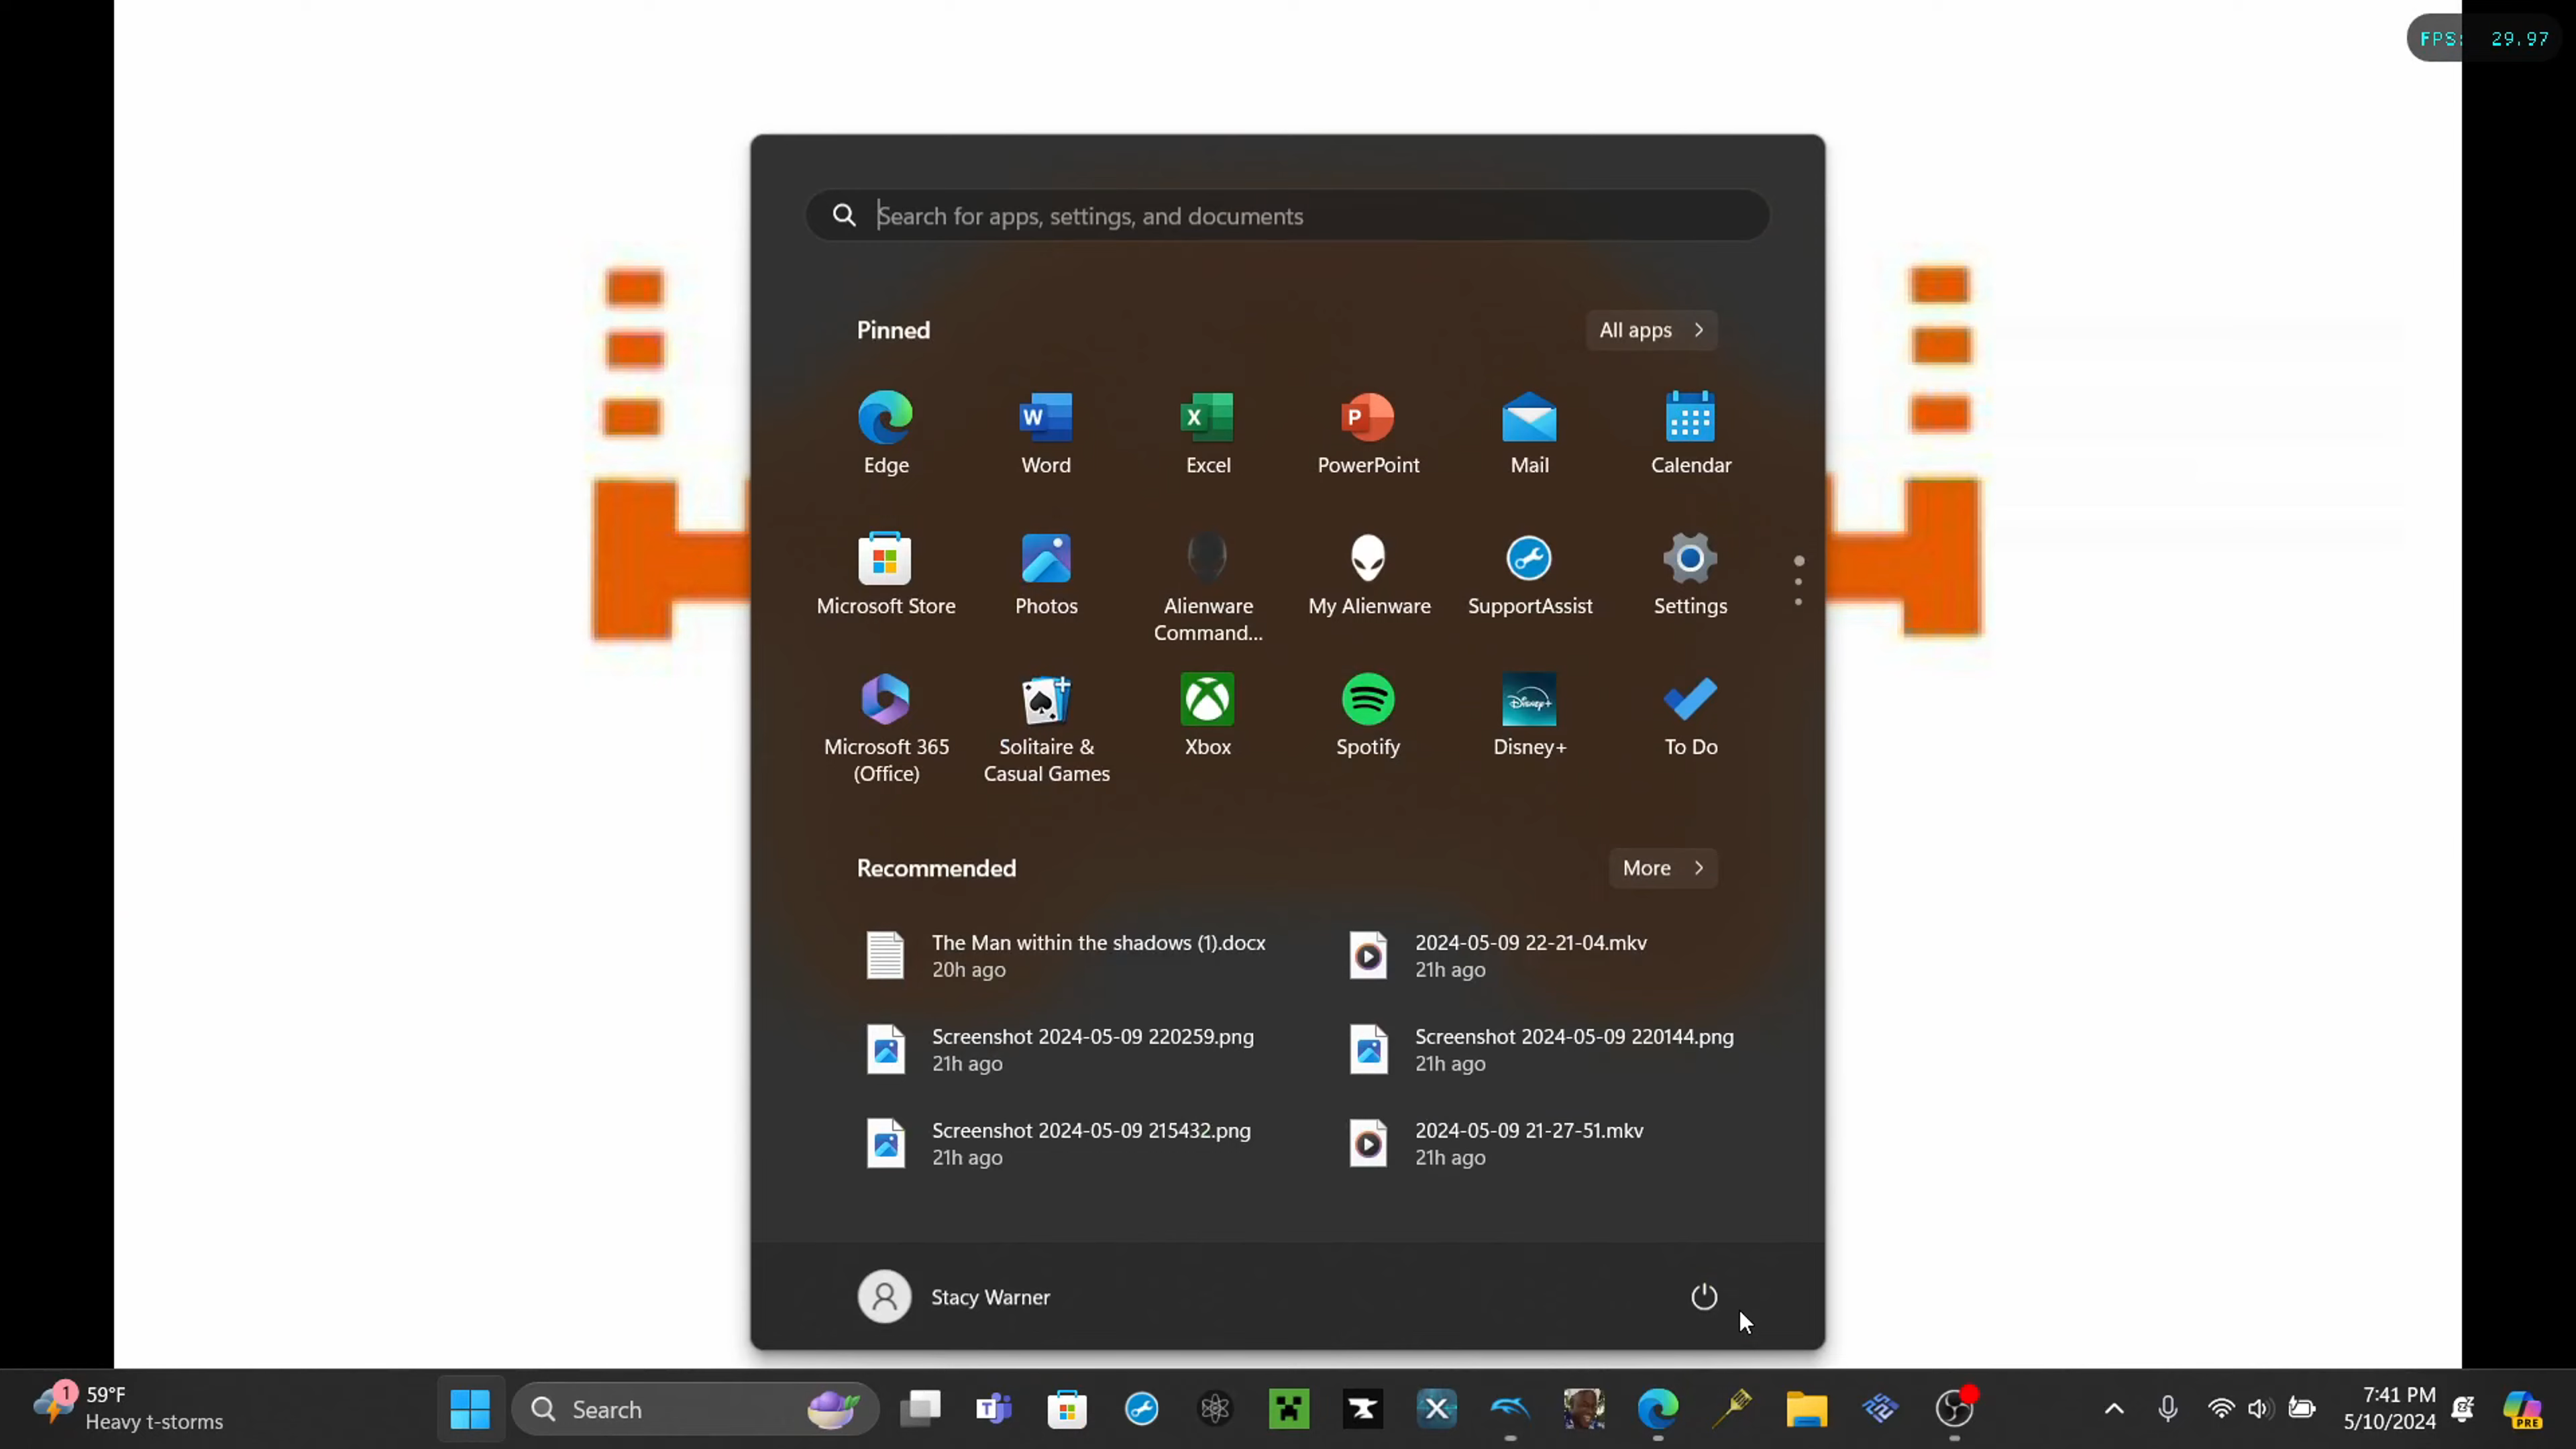 FPS: 29.97
Search for apps, settings, and documents
Pinned
All apps
Edge
Word
Excel
PowerPoint
Mail
Calendar
Microsoft Store
Photos
Alienware
Command...
My Alienware
SupportAssist
Settings
Microsoft 365
(Office)
Solitaire &
Casual Games
Xbox
Spotify
Disney+
To Do
Recommended
More
The Man within the shadows (1).docx
20h ago
2024-05-09 22-21-04.mkv
21h ago
Screenshot 2024-05-09 220259.png
21h ago
Screenshot 2024-05-09 220144.png
21h ago
Screenshot 2024-05-09 215432.png
21h ago
2024-05-09 21-27-51.mkv
21h ago
Stacy Warner
1
59°F
Heavy t-storms
Search
7:41 PM
5/10/2024
PRE